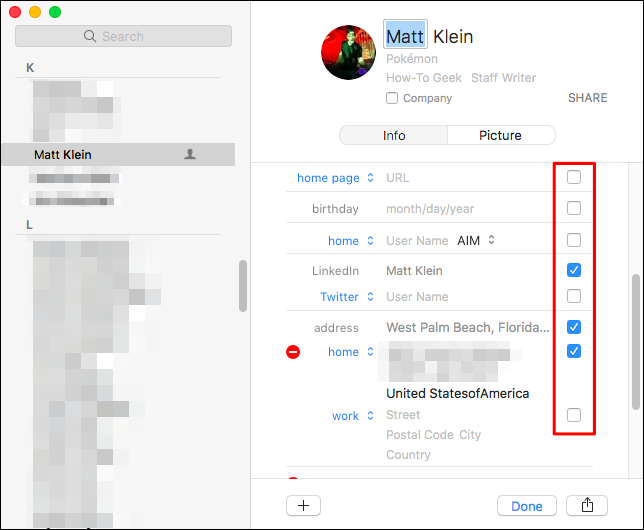 Search
K
Matt Klein
L
Matt Klein
Pokémon
How-To Geek Staff Writer
Company
SHARE
Info Picture
home page URL
birthday month/day/year
home User Name AIM
LinkedIn Matt Klein
Twitter User Name
address West Palm Beach, Florida...
home
United StatesofAmerica
work Street
Postal Code City
Country
+ Done